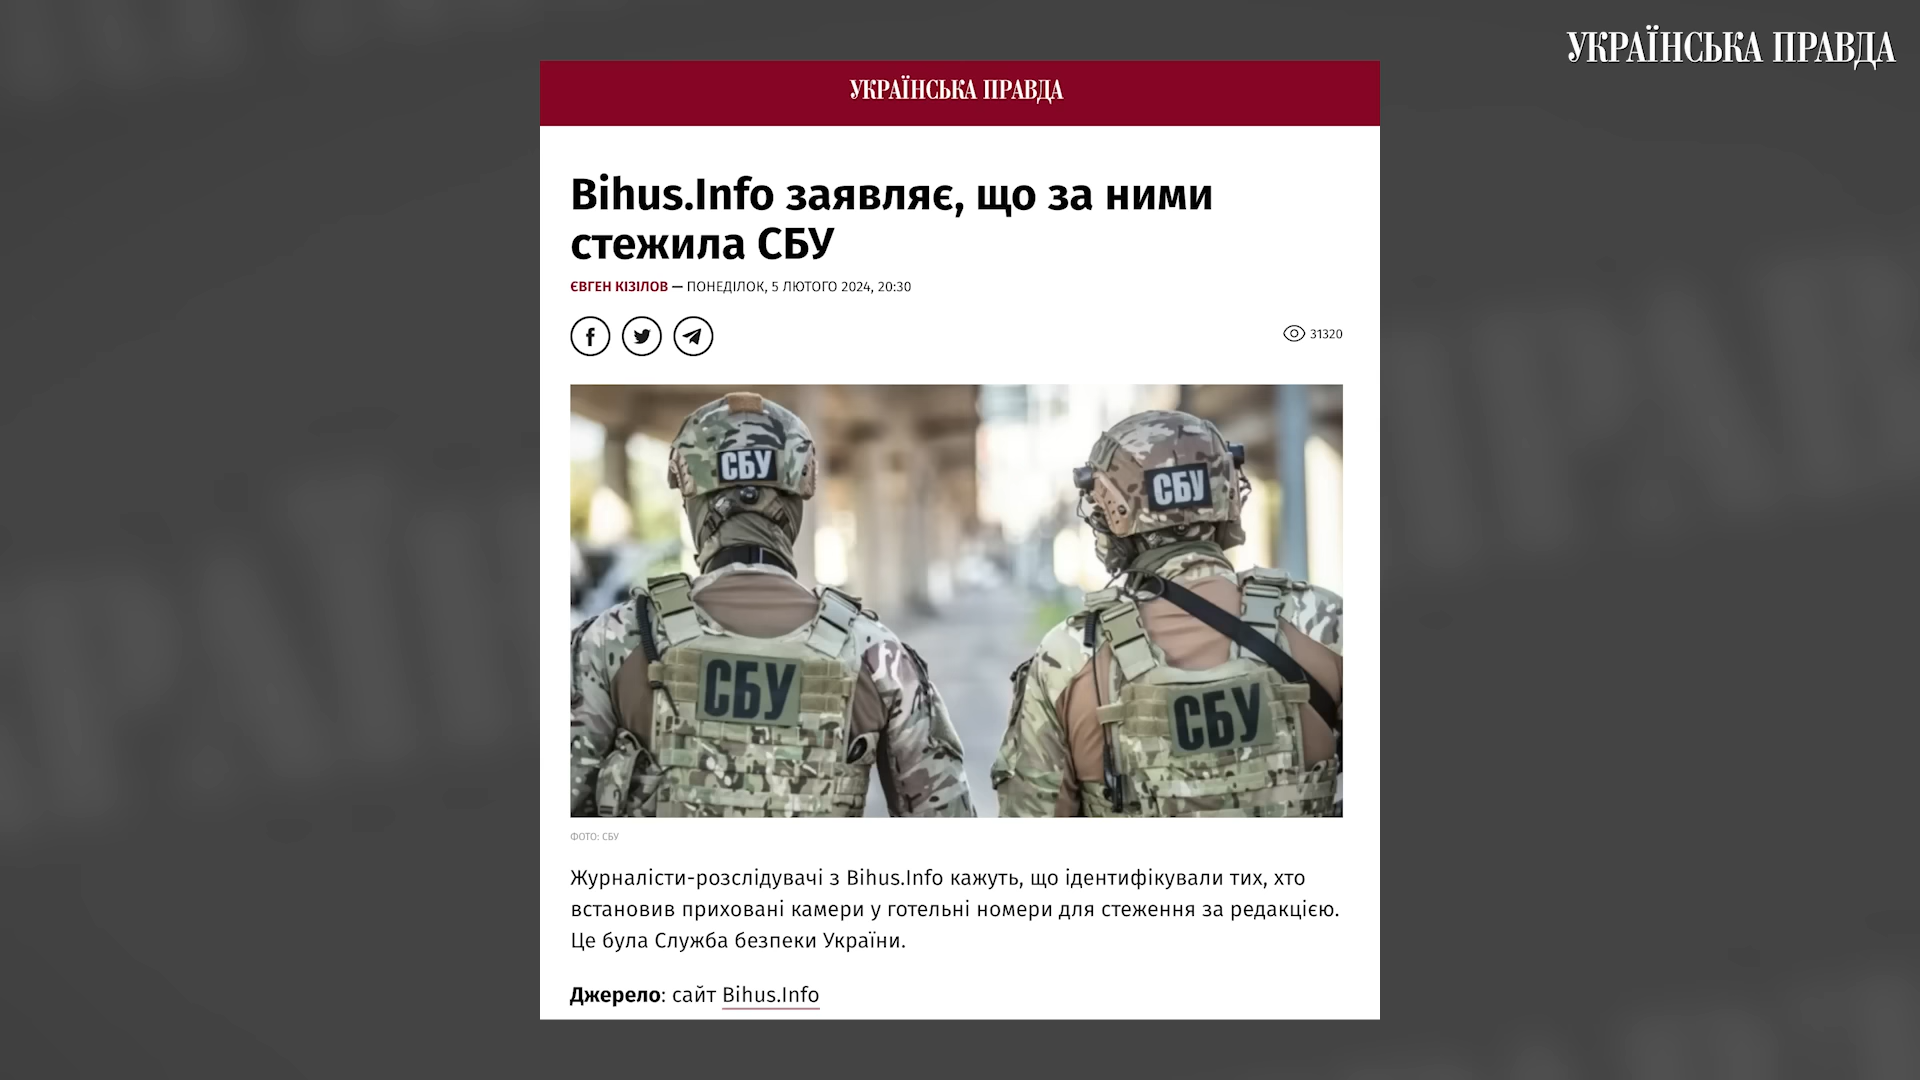 УКРАЇНСЬКА ПРАВДА
УКРАЇНСЬКА ПРАВДА
Bihus.Info заявляє, що за ними
стежила СБУ
ЄВГЕН КІЗІЛОВ — ПОНЕДІЛОК, 5 ЛЮТОГО 2024, 20:30
31320
СБУ
СБУ
СБУ
СБУ
ФОТО: СБУ
Журналісти-розслідувачі з Bihus.Info кажуть, що ідентифікували тих, хто
встановив приховані камери у готельні номери для стеження за редакцією.
Це була Служба безпеки України.
Джерело: сайт Bihus.Info